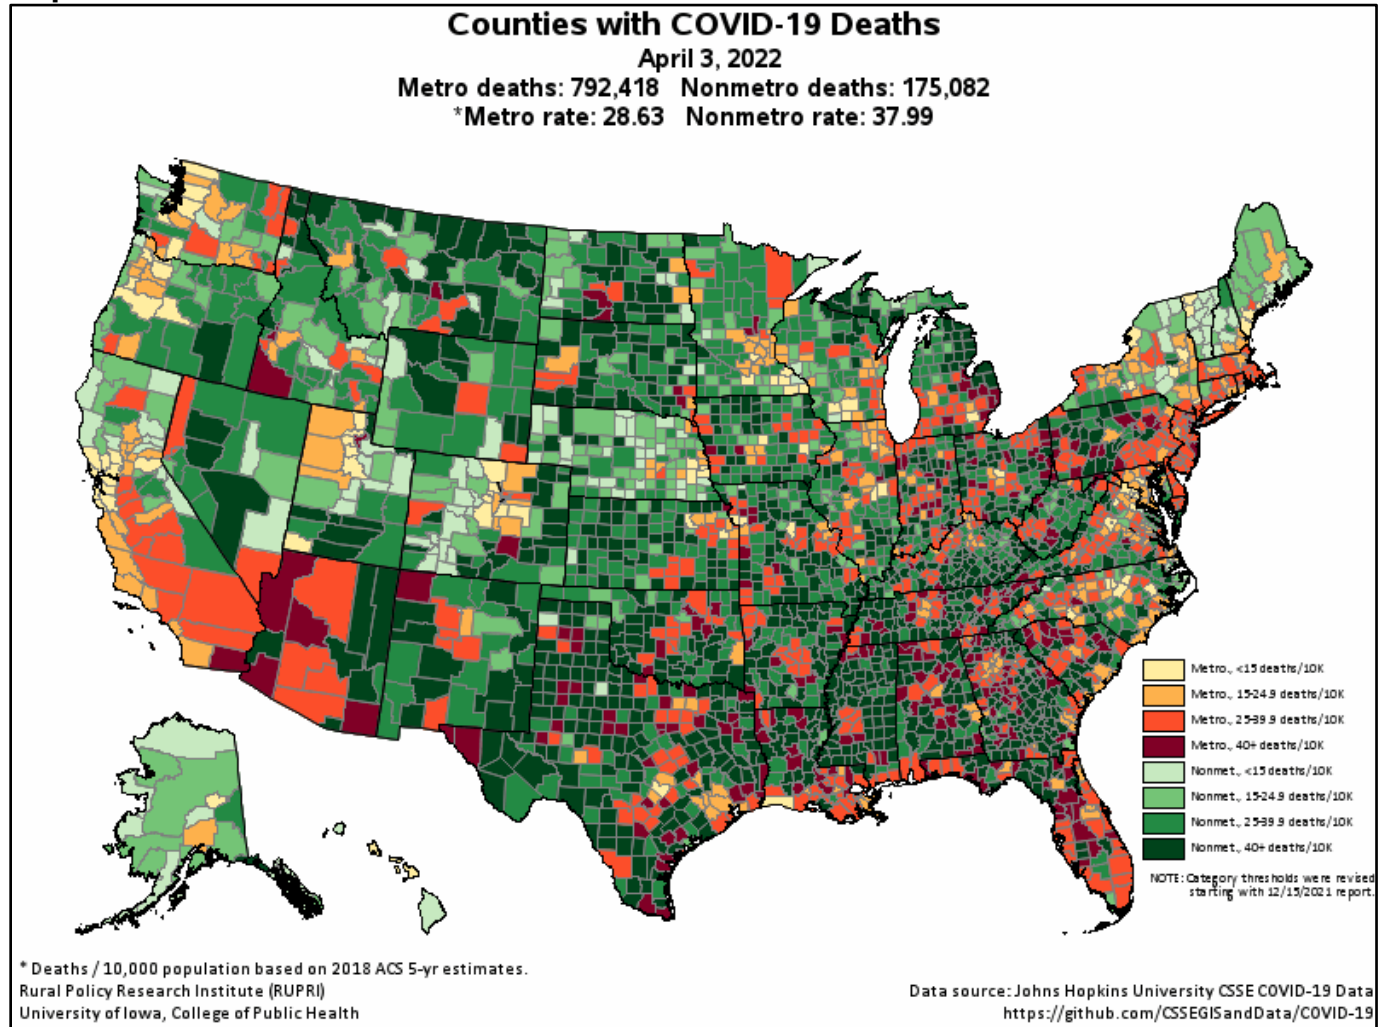 Counties with COVID-19 Deaths
April 3, 2022
Metro deaths: 792,418 Nonmetro deaths: 175,082
*Metro rate: 28.63 Nonmetro rate: 37.99
Metro., <15 deaths/10K
Metro., 15-24.9 deaths/10K
Metro., 25-39.9 deaths/10K
Metro., 40+ deaths/10K
Nonmet., <15 deaths/10K
Nonmet., 15-24.9 deaths/10K
Nonmet., 25-39.9 deaths/10K
Nonmet., 40+ deaths/10K
NOTE: Category thresholds were revised
starting with 12/15/2021 report.
* Deaths / 10,000 population based on 2018 ACS 5-yr estimates.
Rural Policy Research Institute (RUPRI)
University of Iowa, College of Public Health
Data source: Johns Hopkins University CSSE COVID-19 Data
https://github.com/CSSEGISandData/COVID-19